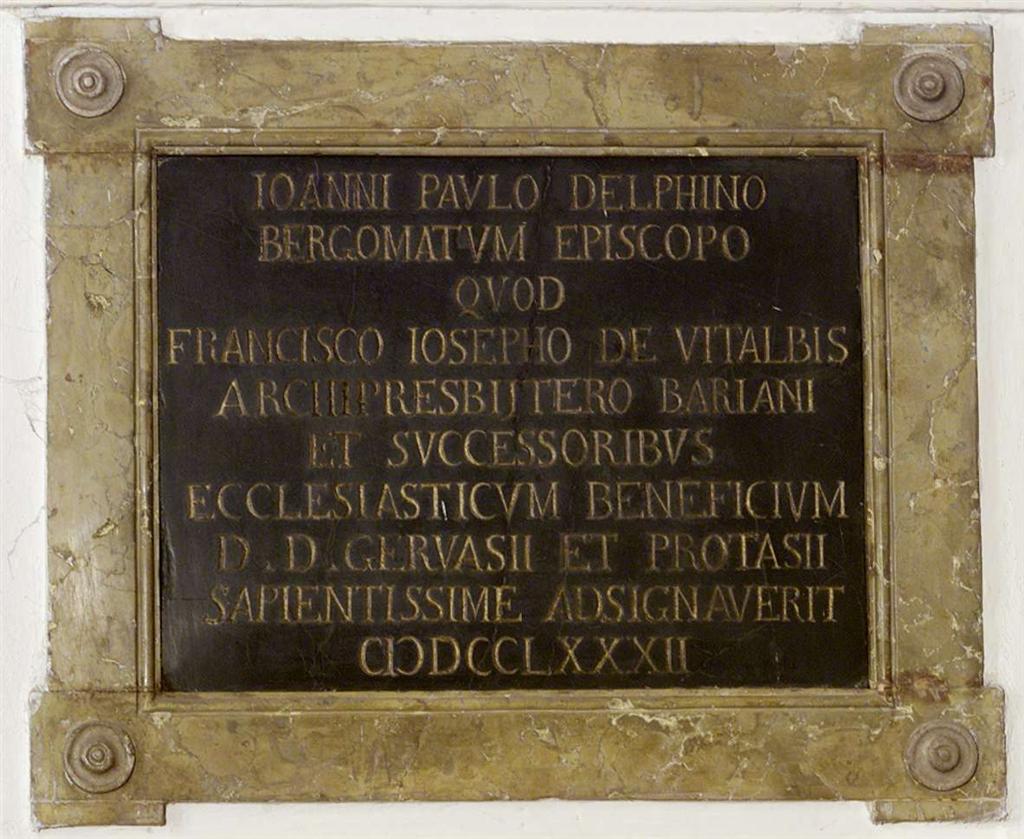 IOANNI PAVLO DELPHINO
BERGOMATVM EPISCOPO
QVOD
FRANCISCO IOSEPHO DE VITALBIS
ARCHIPRESBIJTERO BARIANI
ET SVCCESSORIBVS
ECCLESIASTICVM BENEFICIVM
D. D. GERVASII ET PROTASII
SAPIENTISSIME ADSIGNAVERIT
CIƆDCCLXXXII